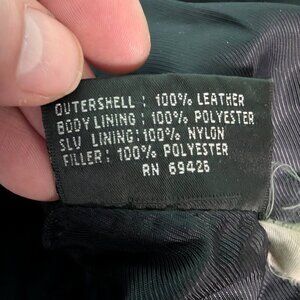 OUTERSHELL : 100% LEATHER
BODY LINING : 100% POLYESTER
SLV LINING:100% NYLON
FILLER: 100% POLYESTER
RN 69426